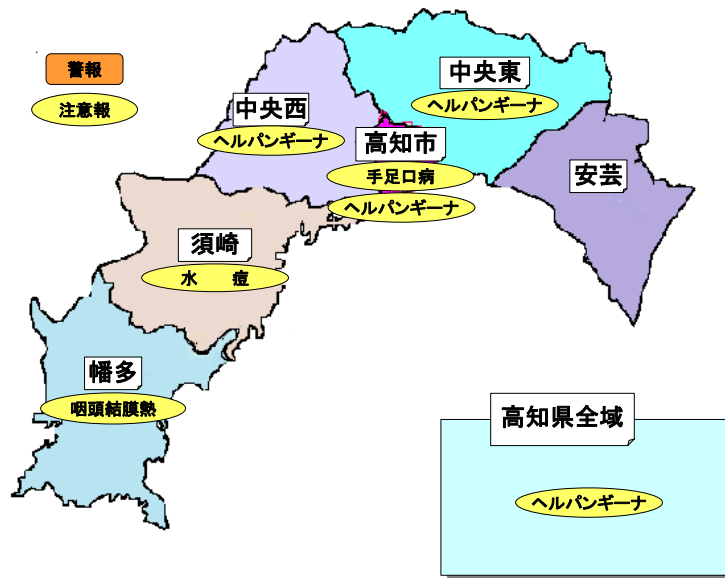 警報
注意報
中央東
ヘルパンギーナ
中央西
ヘルパンギーナ
高知市
手足口病
ヘルパンギーナ
安芸
須崎
水 痘
幡多
咽頭結膜熱
高知県全域
ヘルパンギーナ